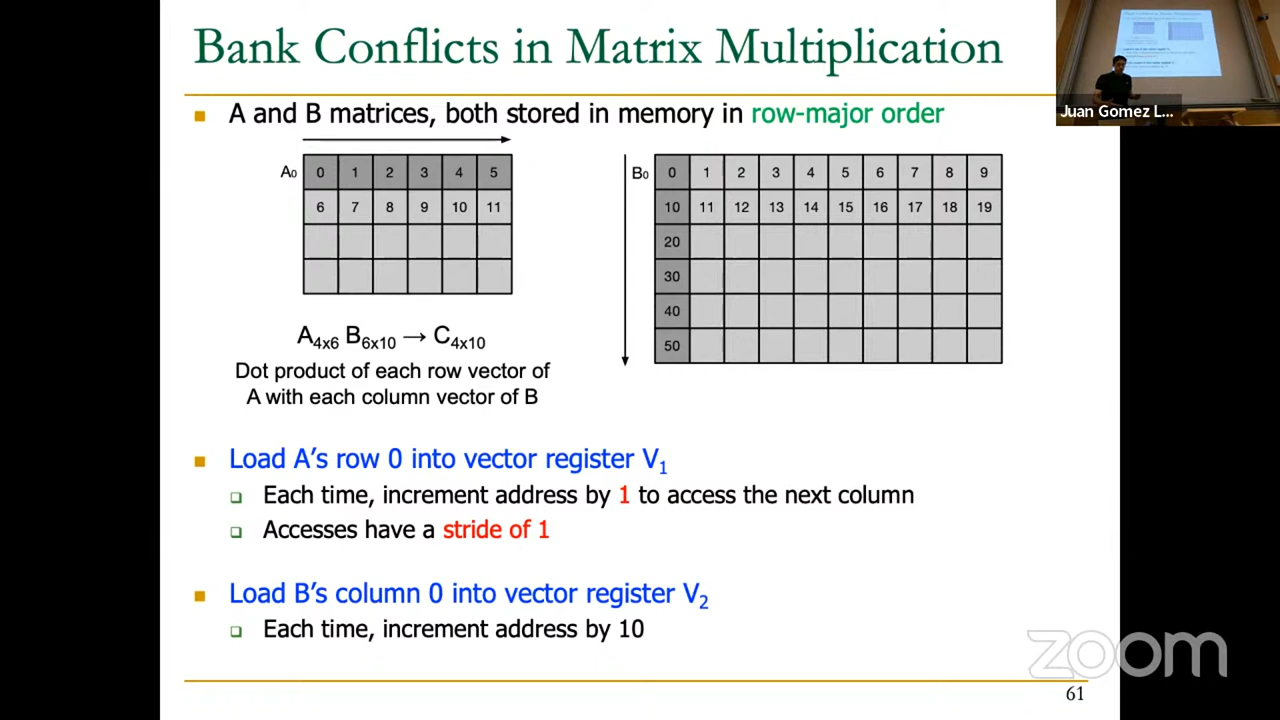 Bank Conflicts in Matrix Multiplication
A and B matrices, both stored in memory in row-major order
A0 0 1 2 3 4 5
6 7 8 9 10 11
B0 0 1 2 3 4 5 6 7 8 9
10 11 12 13 14 15 16 17 18 19
20
30
40
50
A4x6 B6x10 → C4x10
Dot product of each row vector of
A with each column vector of B
Load A's row 0 into vector register V1
Each time, increment address by 1 to access the next column
Accesses have a stride of 1
Load B's column 0 into vector register V2
Each time, increment address by 10
61
Juan Gomez L...
zoom